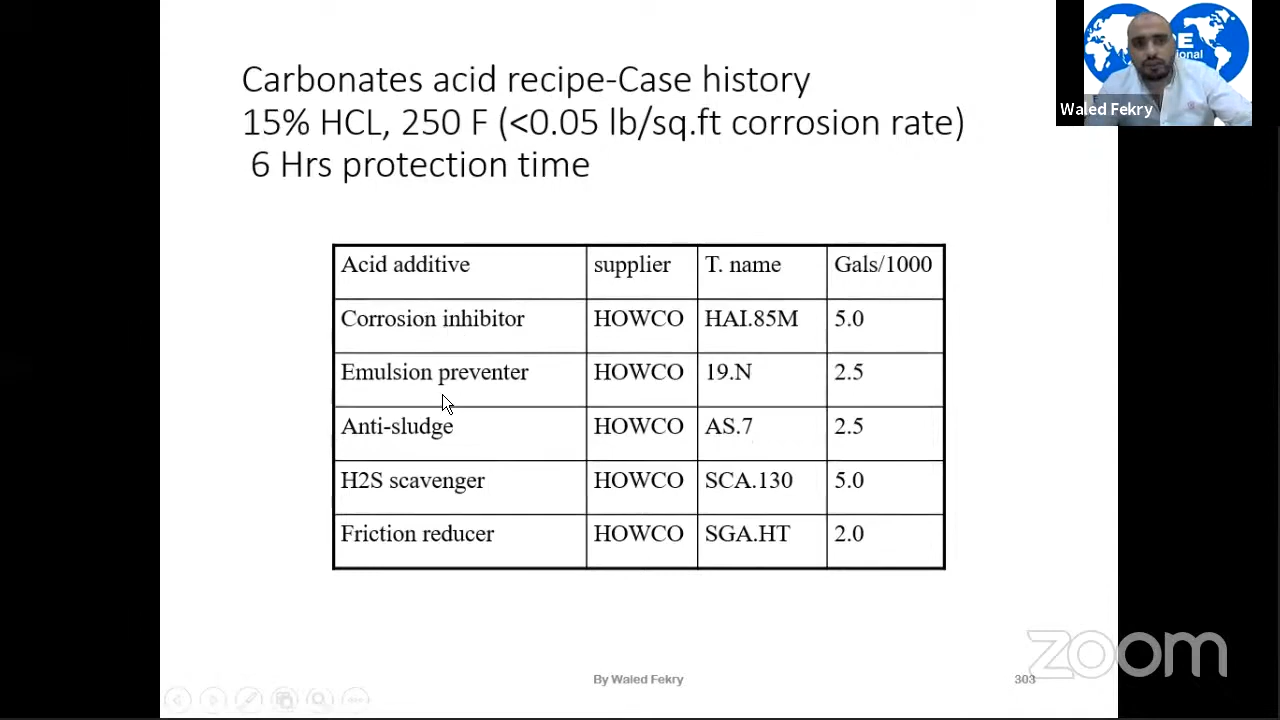 Carbonates acid recipe-Case history
15% HCL, 250 F (<0.05 lb/sq.ft corrosion rate)
6 Hrs protection time
Acid additive supplier T. name Gals/1000
Corrosion inhibitor HOWCO HAI.85M 5.0
Emulsion preventer HOWCO 19.N 2.5
Anti-sludge HOWCO AS.7 2.5
H2S scavenger HOWCO SCA.130 5.0
Friction reducer HOWCO SGA.HT 2.0
By Waled Fekry
303
Waled Fekry
zoom